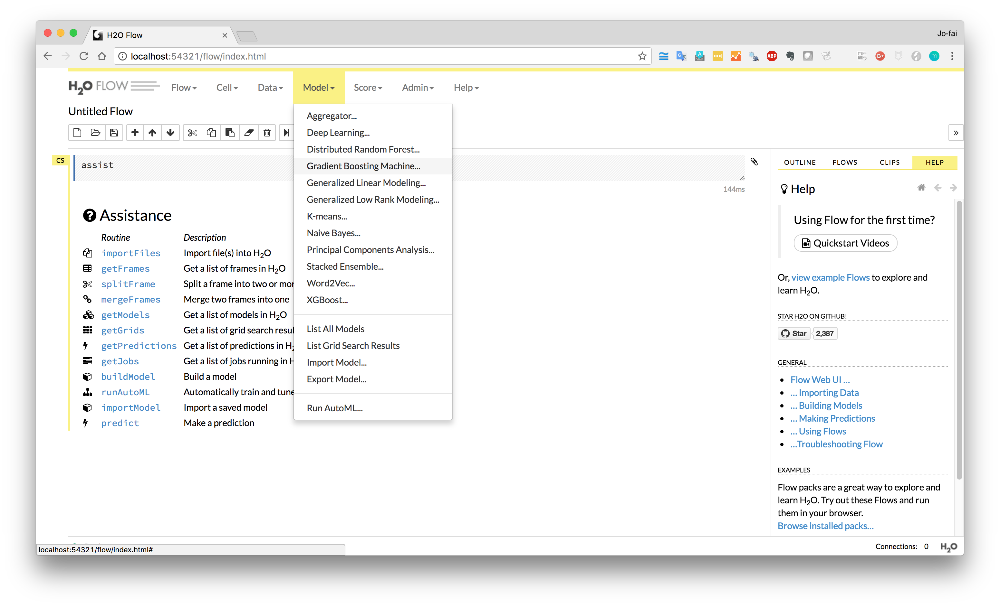 H2O Flow
Jo-fai
localhost:54321/flow/index.html
ABP
G+
m
H2O FLOW
Flow
Cell
Data
Model
Score
Admin
Help
Untitled Flow
Aggregator...
Deep Learning...
Distributed Random Forest...
Gradient Boosting Machine...
Generalized Linear Modeling...
Generalized Low Rank Modeling...
K-means...
Naive Bayes...
Principal Components Analysis...
Stacked Ensemble...
Word2Vec...
XGBoost...
List All Models
List Grid Search Results
Import Model...
Export Model...
Run AutoML...
CS
assist
144ms
Assistance
Routine Description
importFiles Import file(s) into H2O
getFrames Get a list of frames in H2O
splitFrame Split a frame into two or mor
mergeFrames Merge two frames into one
getModels Get a list of models in H2O
getGrids Get a list of grid search resul
getPredictions Get a list of predictions in H2
getJobs Get a list of jobs running in H
buildModel Build a model
runAutoML Automatically train and tune
importModel Import a saved model
predict Make a prediction
OUTLINE FLOWS CLIPS HELP
Help
Using Flow for the first time?
Quickstart Videos
Or, view example Flows to explore and
learn H2O.
STAR H2O ON GITHUB!
Star 2,387
GENERAL
Flow Web UI ...
... Importing Data
... Building Models
... Making Predictions
... Using Flows
...Troubleshooting Flow
EXAMPLES
Flow packs are a great way to explore and
learn H2O. Try out these Flows and run
them in your browser.
Browse installed packs...
localhost:54321/flow/index.html#
Connections: 0
H2O